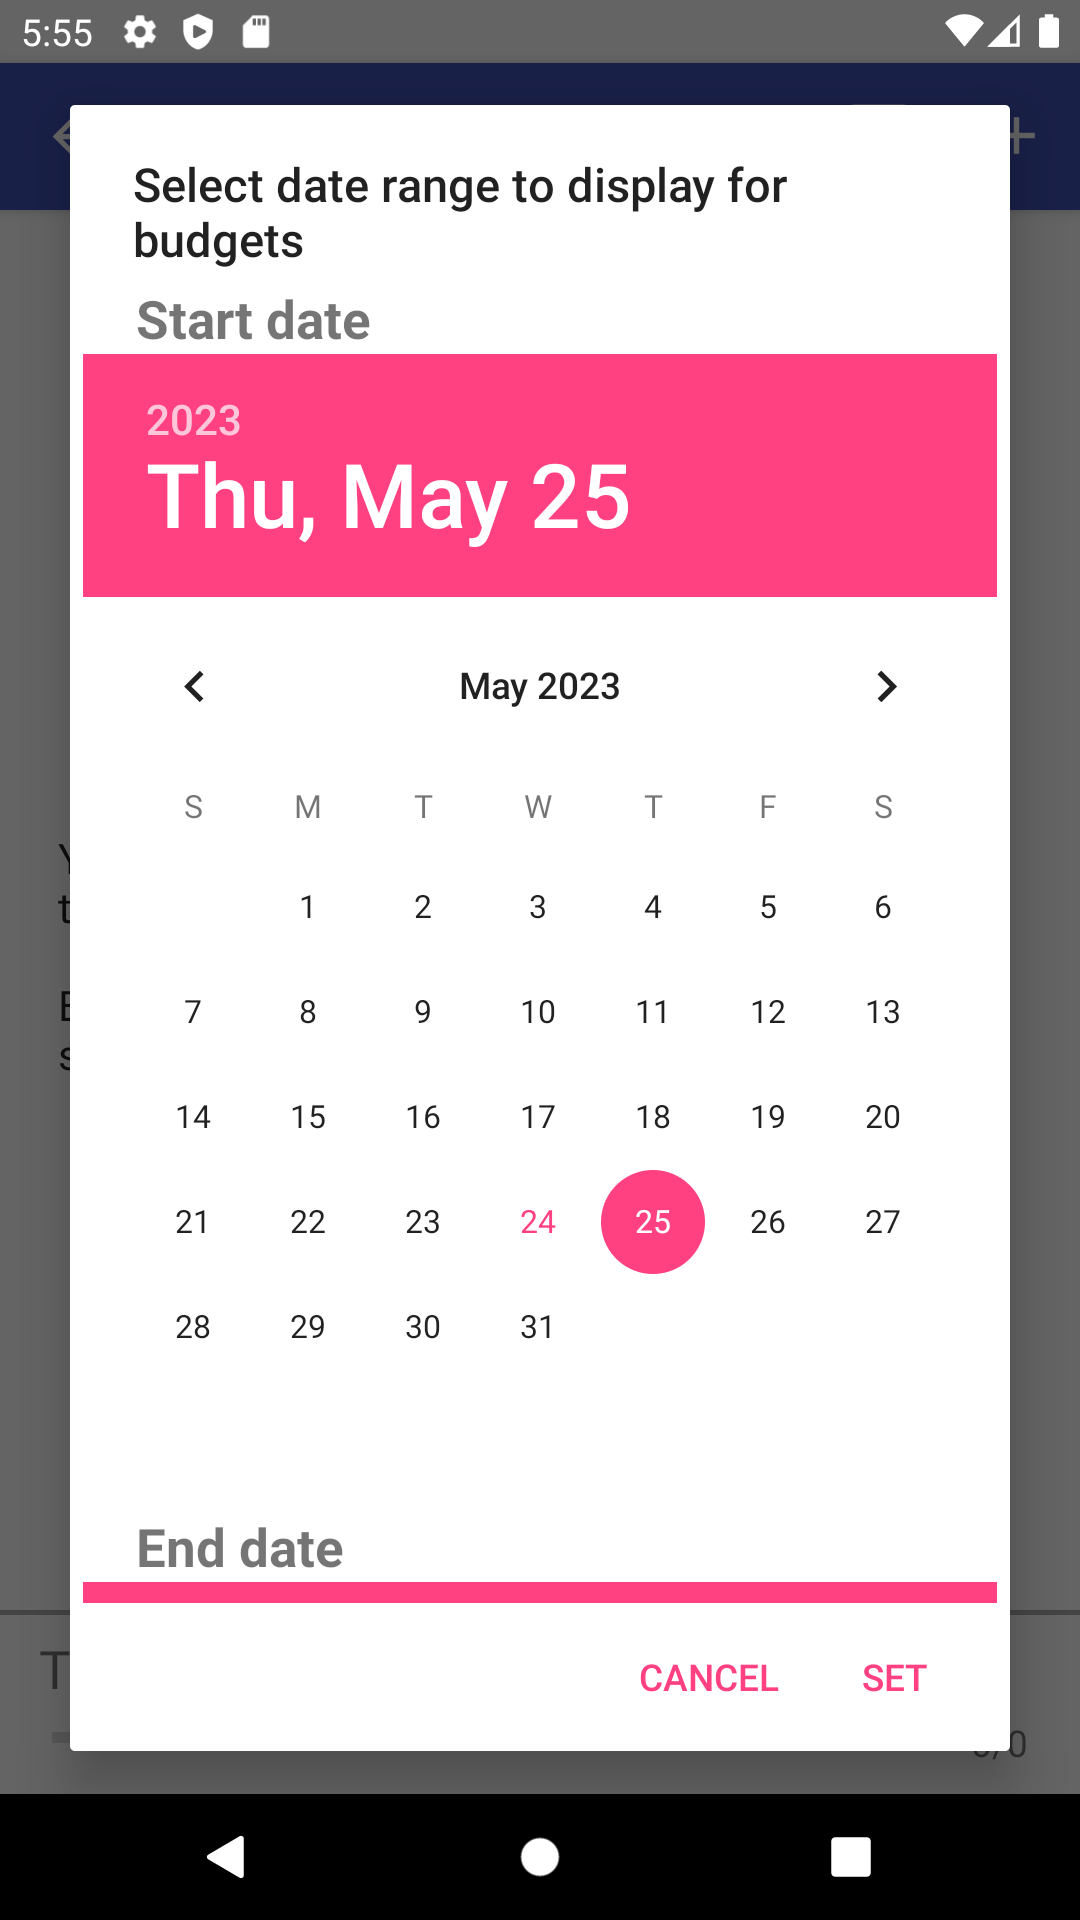 5:55
Select date range to display for
budgets
Start date
2023
Thu, May 25
May 2023
S M T W T F S
1 2 3 4 5 6
7 8 9 10 11 12 13
14 15 16 17 18 19 20
21 22 23 24 25 26 27
28 29 30 31
End date
CANCEL SET